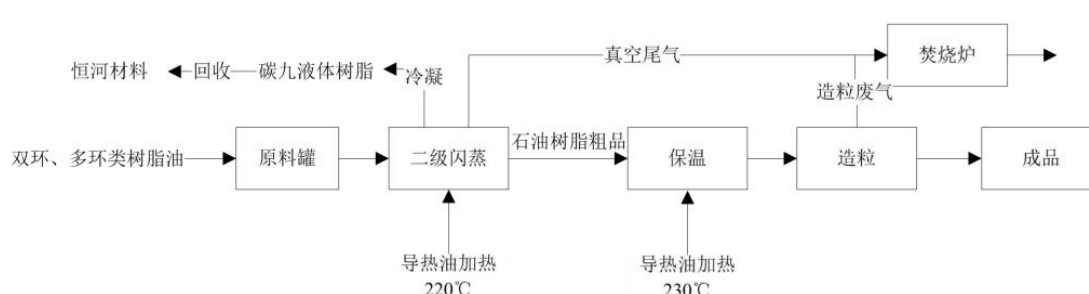 真空尾气
焚烧炉
恒河材料
回收
碳九液体树脂
冷凝
造粒废气
双环、多环类树脂油
原料罐
二级闪蒸
石油树脂粗品
保温
造粒
成品
导热油加热
220℃
导热油加热
230℃